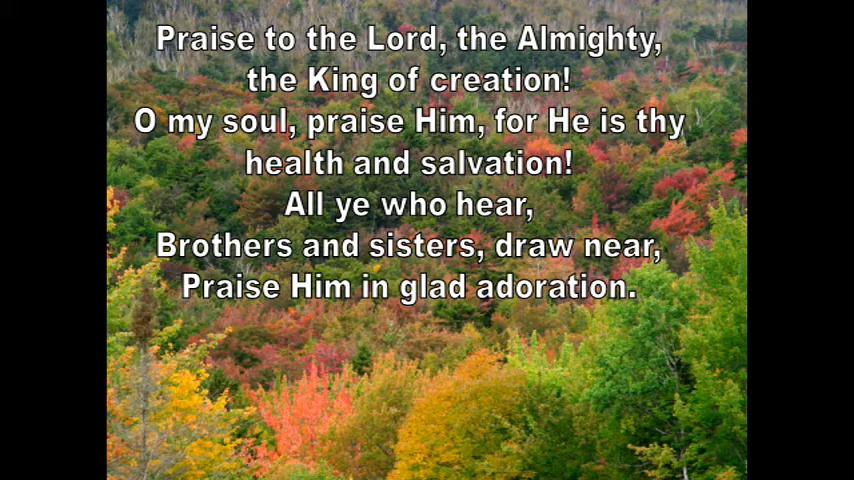 Praise to the Lord, the Almighty,
the King of creation!
O my soul, praise Him, for He is thy
health and salvation!
All ye who hear,
Brothers and sisters, draw near,
Praise Him in glad adoration.